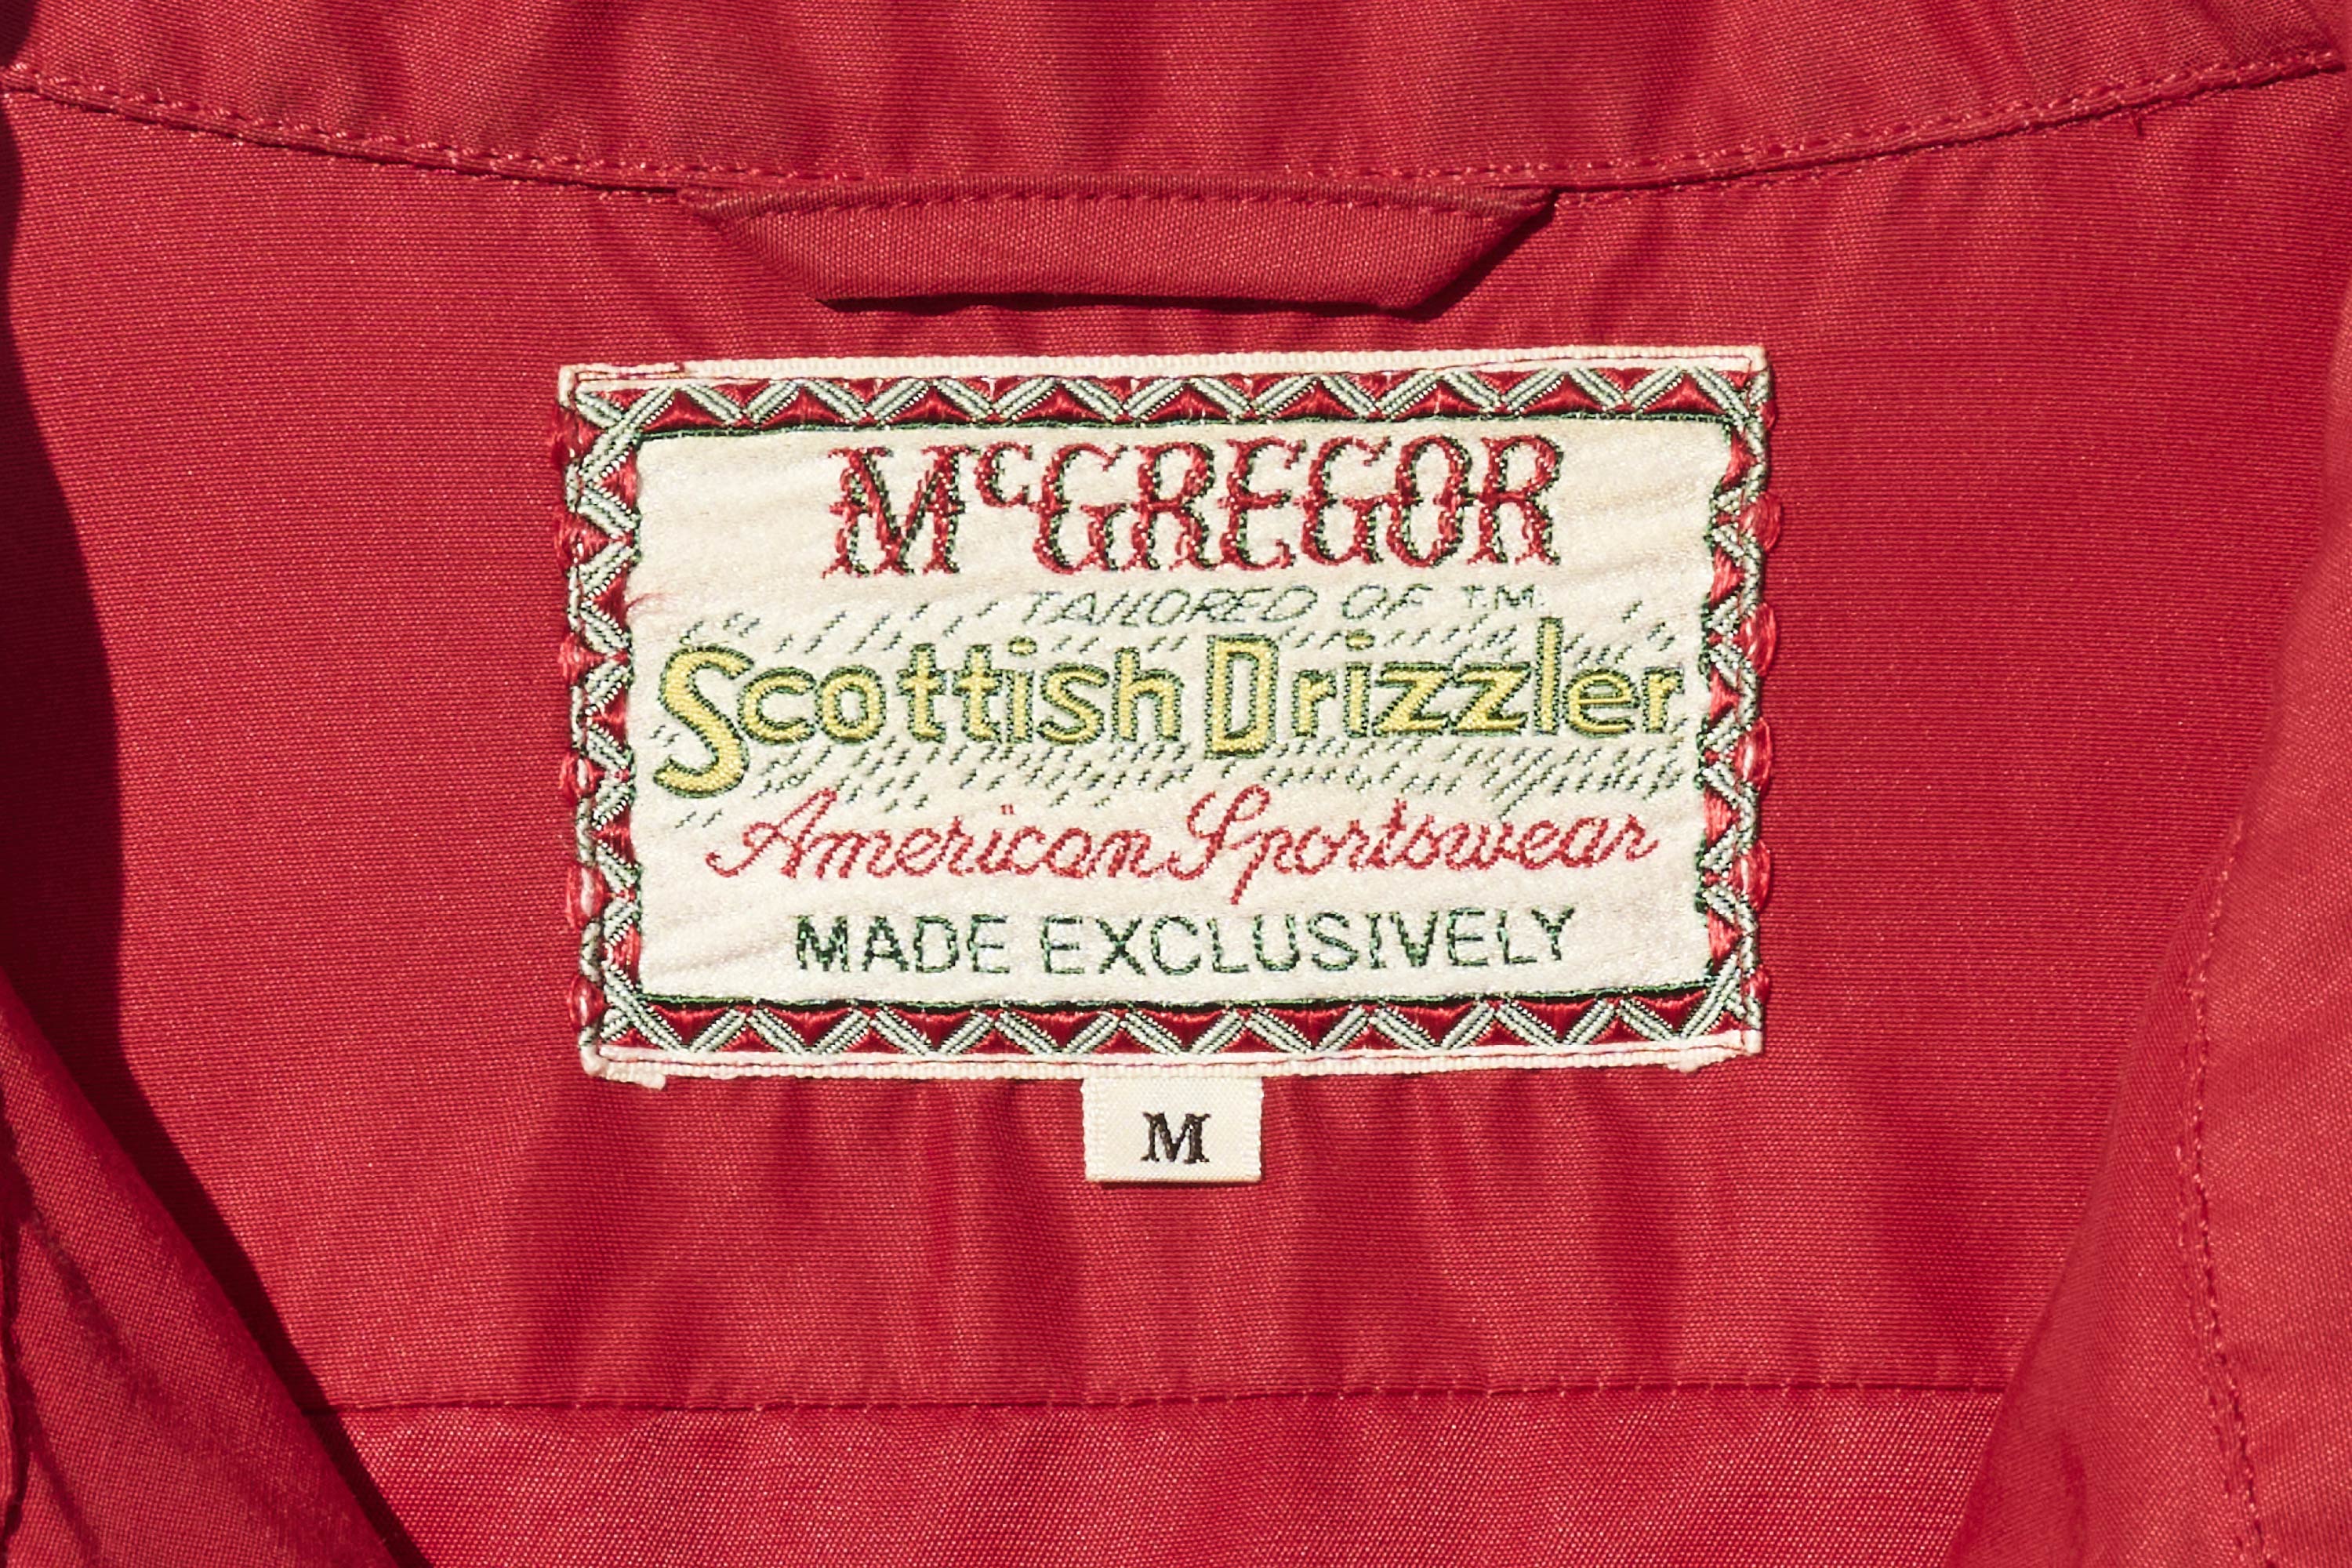 McGREGOR
TAILORED OF T.M.
Scottish Drizzler
American Sportswear
MADE EXCLUSIVELY
M